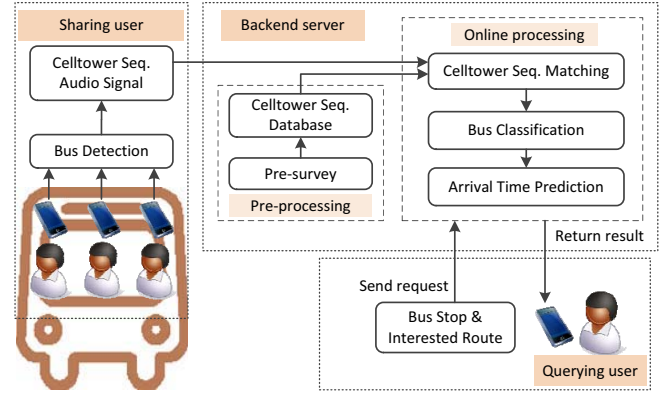 Sharing user
Celltower Seq.
Audio Signal
Bus Detection
Backend server
Online processing
Celltower Seq. Matching
Bus Classification
Arrival Time Prediction
Celltower Seq.
Database
Pre-survey
Pre-processing
Return result
Send request
Bus Stop &
Interested Route
Querying user